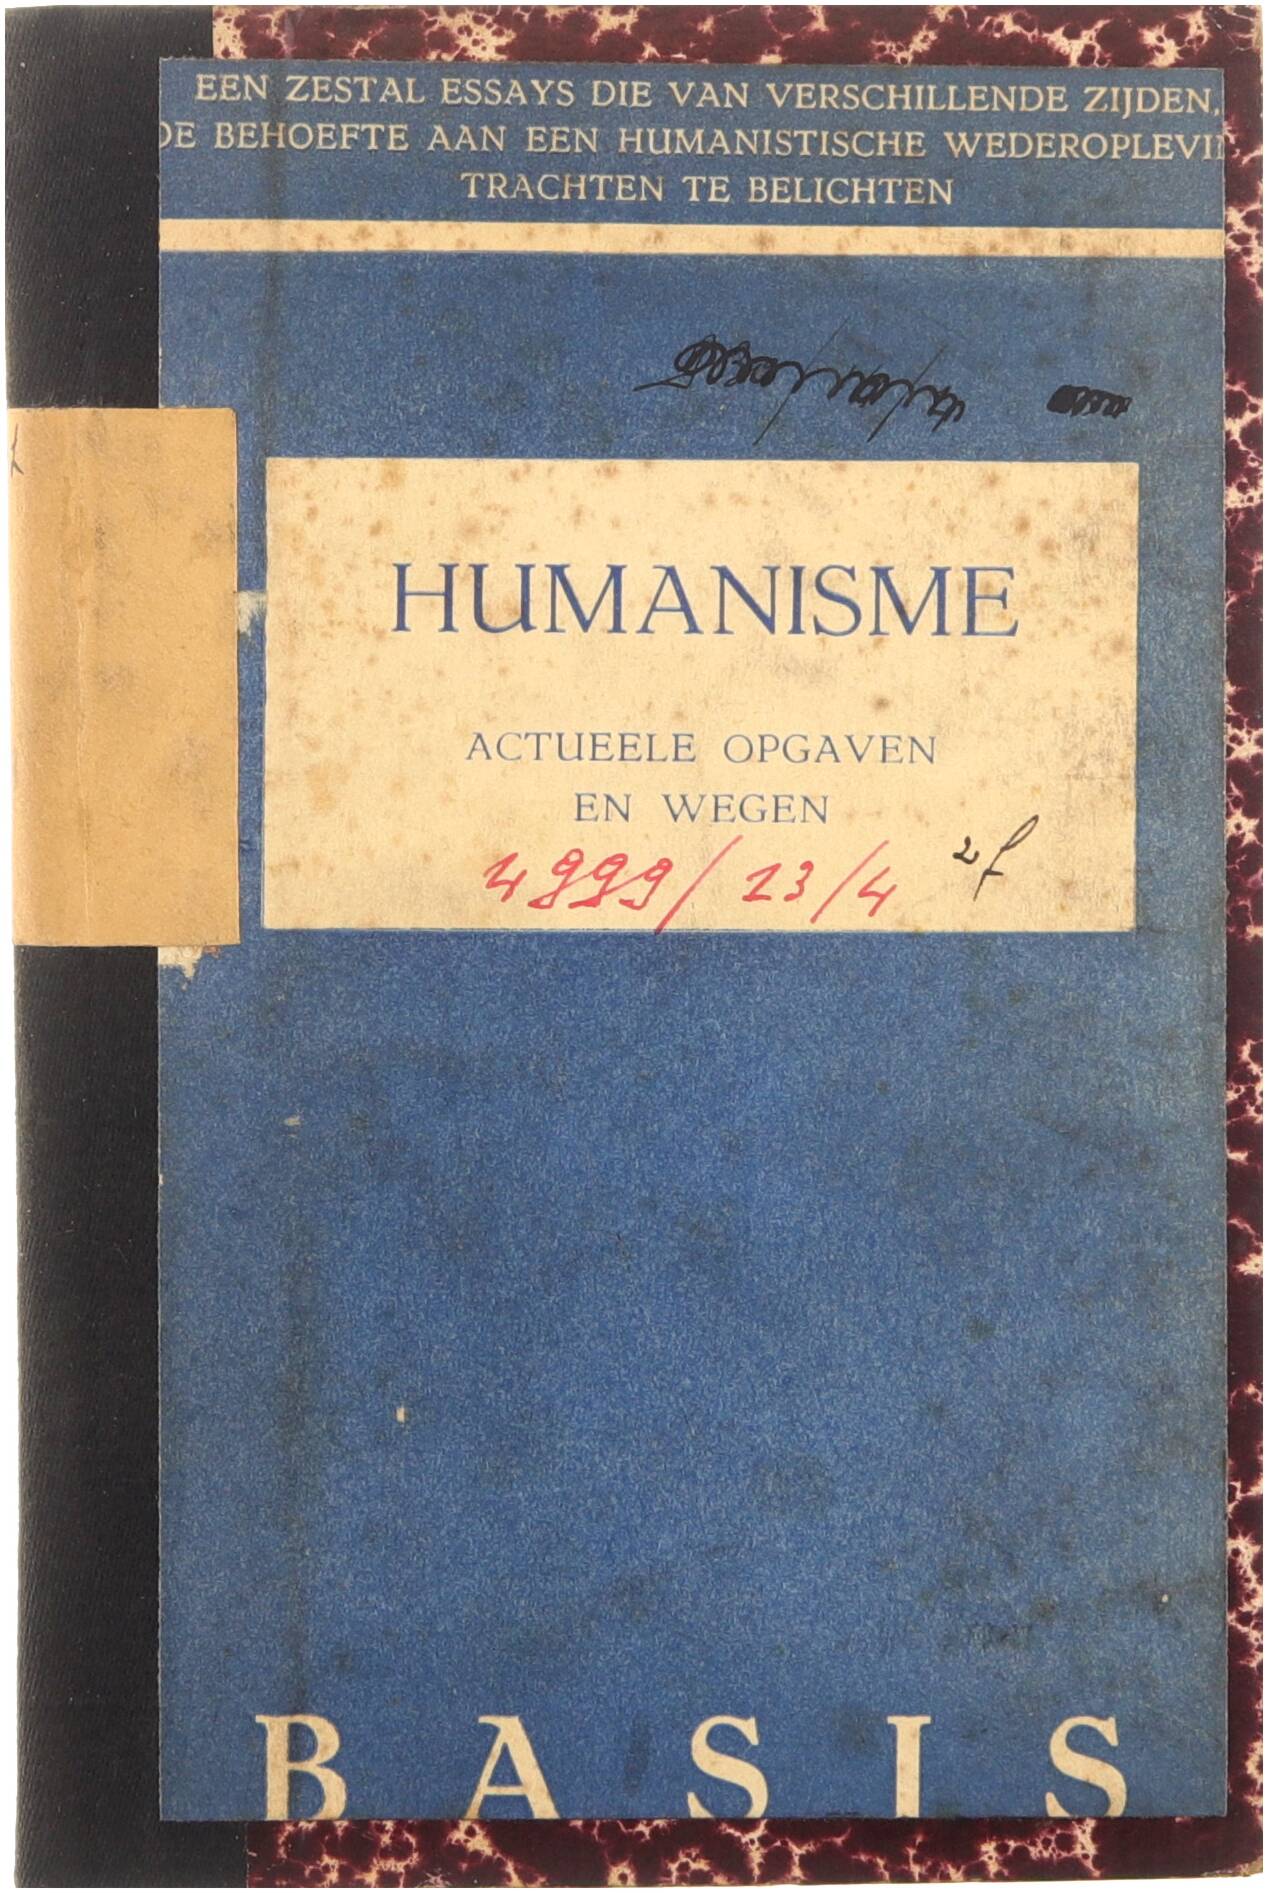 EEN ZESTAL ESSAYS DIE VAN VERSCHILLENDE ZIJDEN,
DE BEHOEFTE AAN EEN HUMANISTISCHE WEDEROPLEVI
TRACHTEN TE BELICHTEN
HUMANISME
ACTUEELE OPGAVEN
EN WEGEN
4999/13/4
BASIS